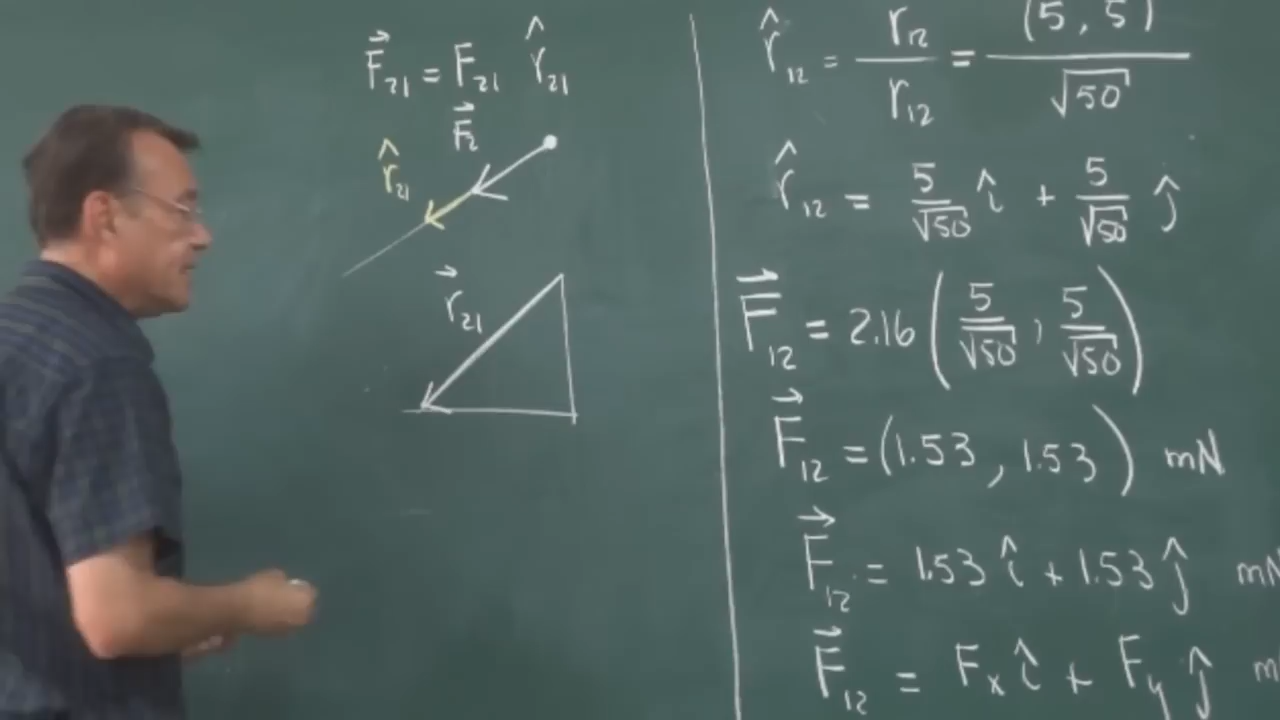 F⃗₂₁ = F₂₁ r̂₂₁
F⃗₂
r̂₂₁
r⃗₂₁
r̂₁₂ = r₁₂ / r₁₂ = (5, 5) / √50
r̂₁₂ = 5/√50 î + 5/√50 ĵ
F⃗₁₂ = 2.16 (5/√50, 5/√50)
F⃗₁₂ = (1.53, 1.53) mN
F⃗₁₂ = 1.53 î + 1.53 ĵ mN
F⃗₁₂ = Fₓ î + F_y ĵ m